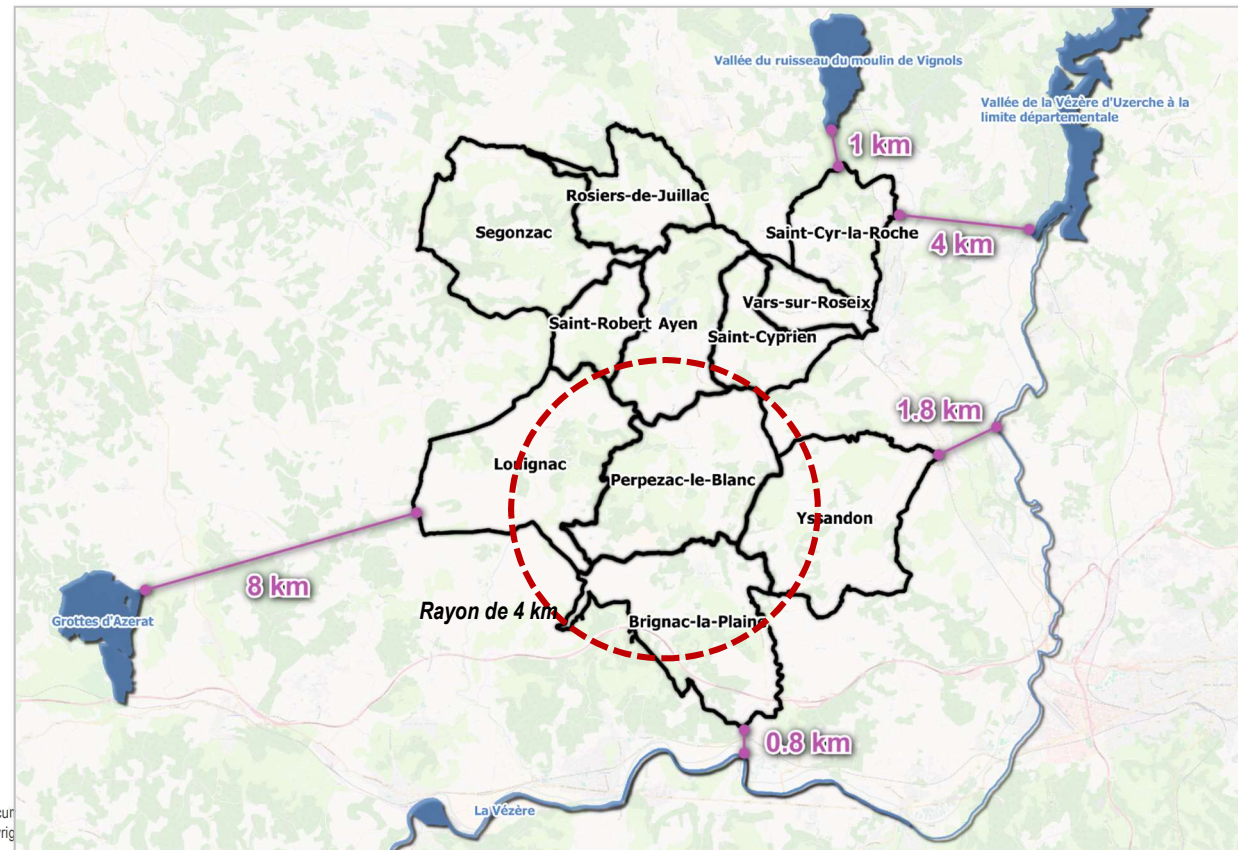 Vallée du ruisseau du moulin de Vignols
Vallée de la Vézère d'Uzerche à la
limite départementale
1 km
Rosiers-de-Juillac
Segonzac
Saint-Cyr-la-Roche
4 km
Vars-sur-Roseix
Saint-Robert
Ayen
Saint-Cyprien
1.8 km
Louignac
Perpezac-le-Blanc
Yssandon
8 km
Rayon de 4 km
Grottes d'Azerat
Brignac-la-Plaine
0.8 km
La Vézère